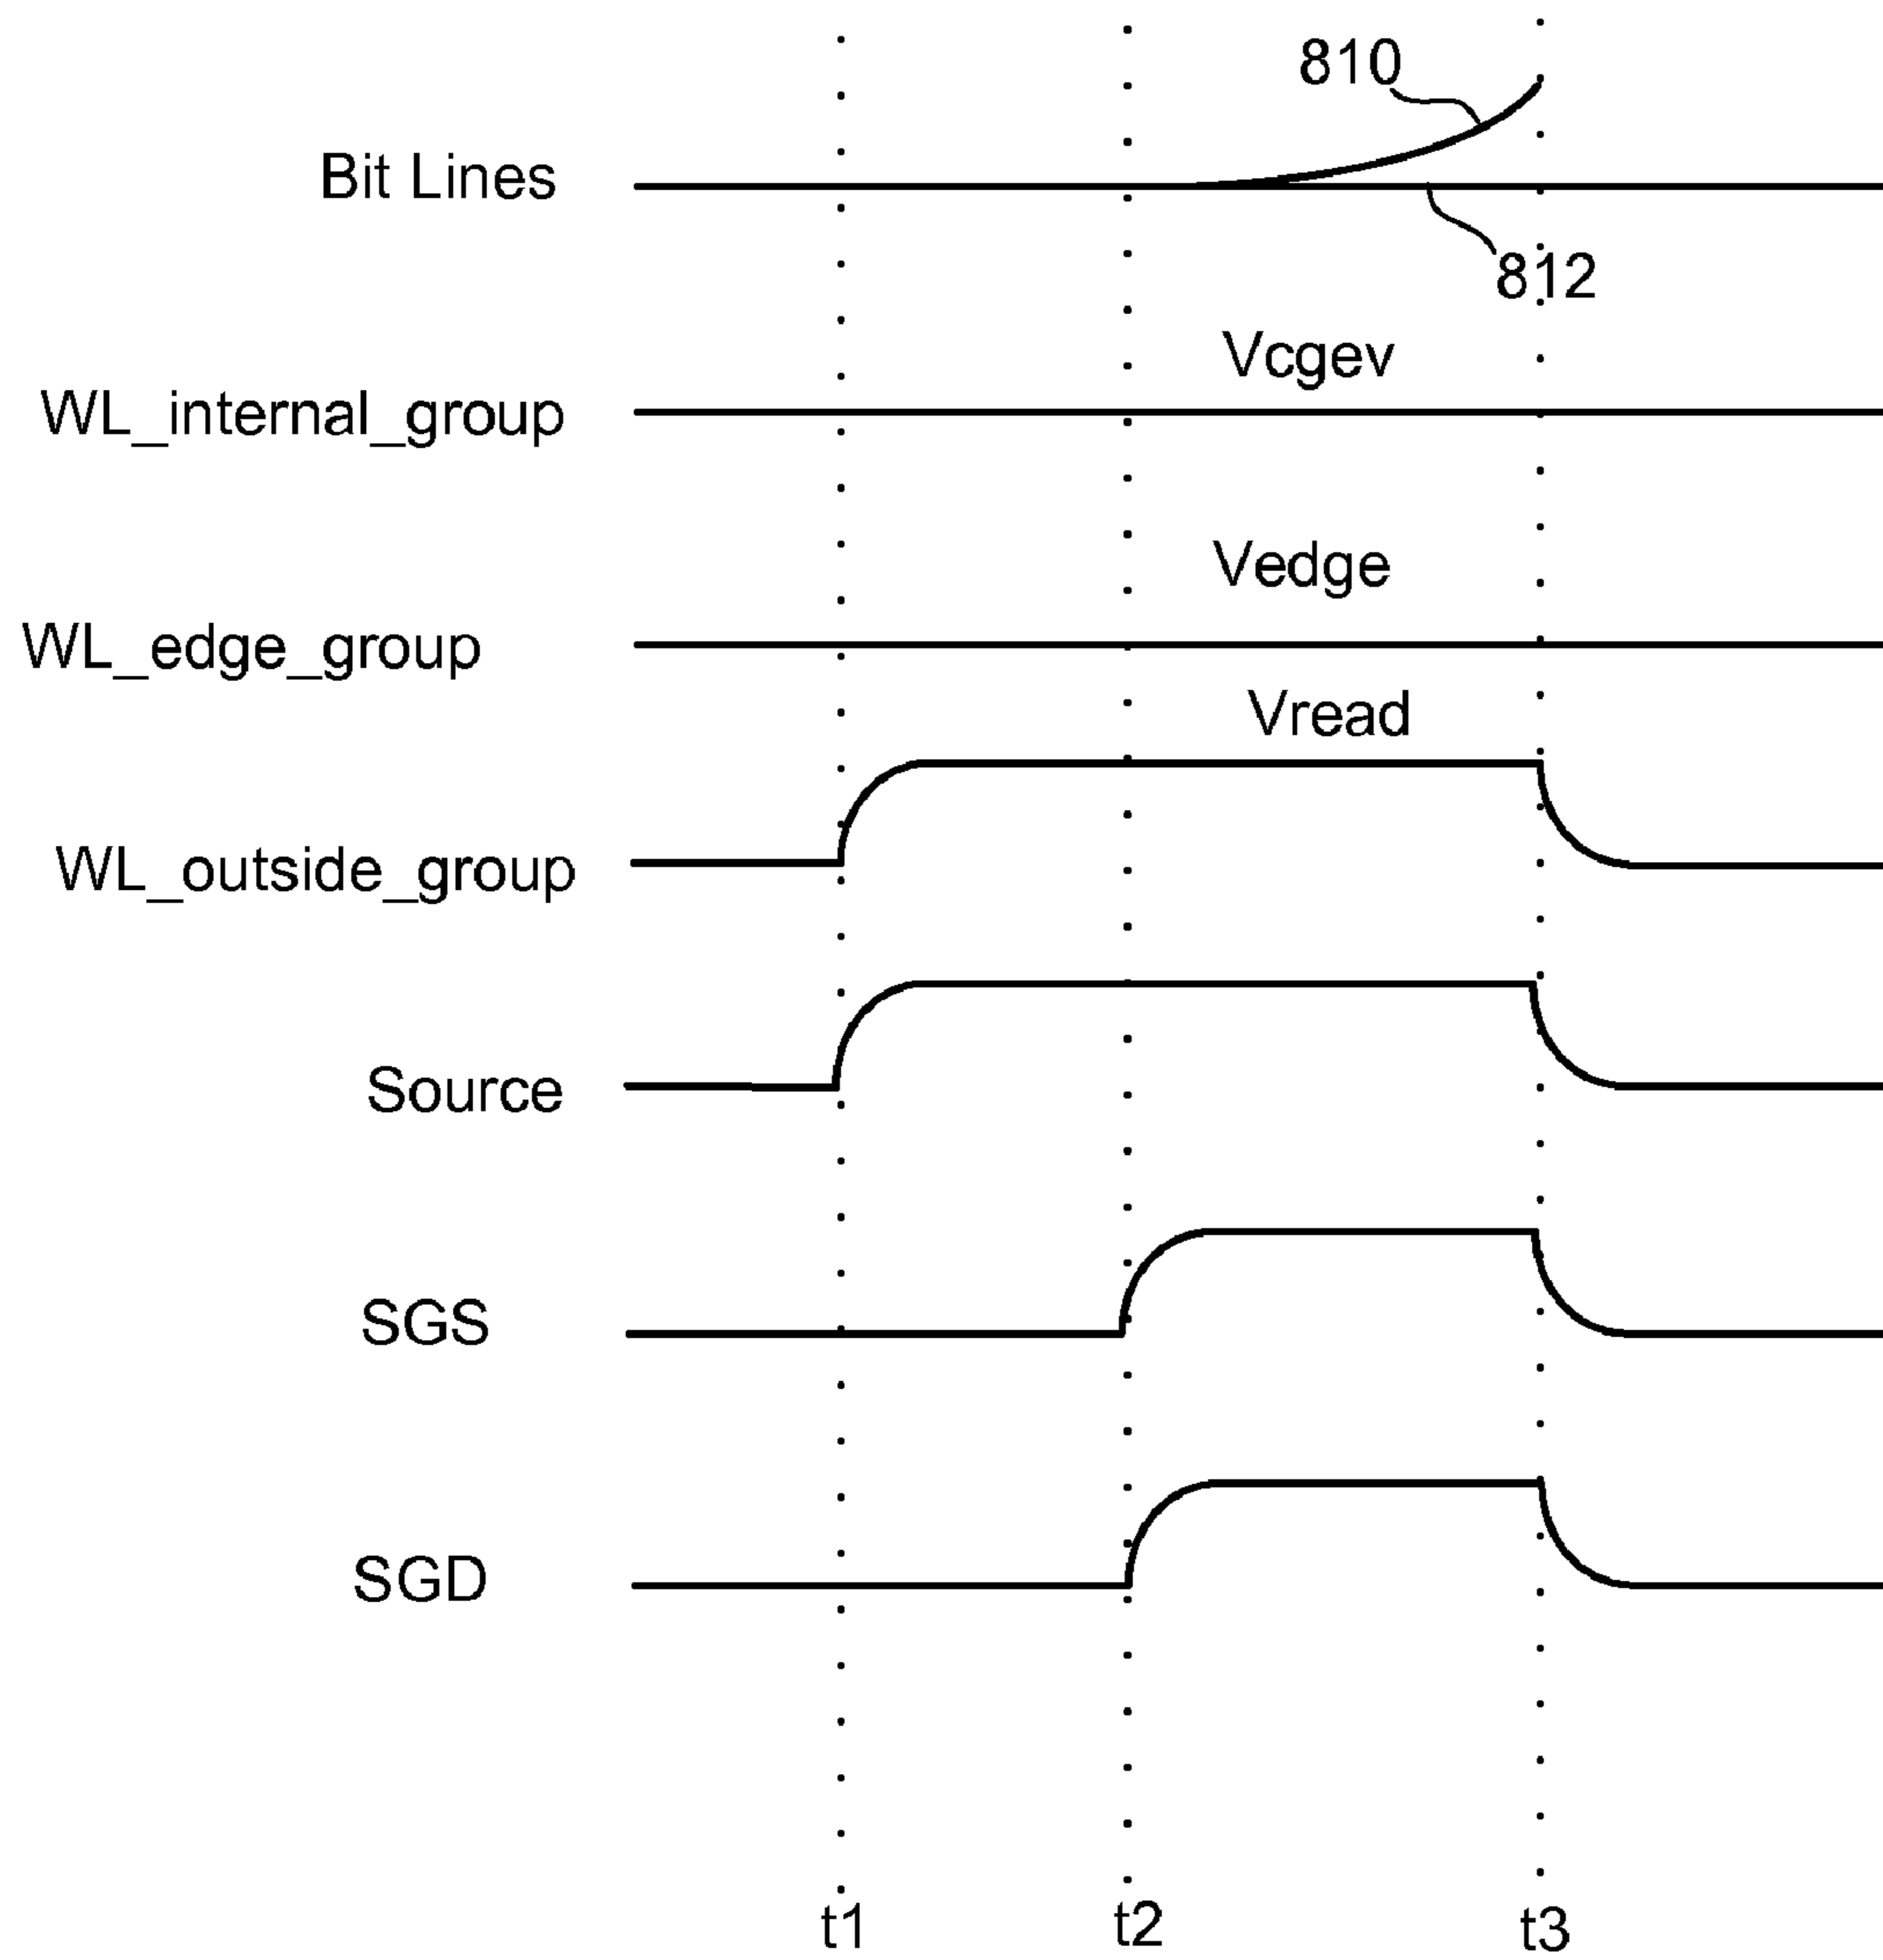 810
Bit Lines
812
Vcgev
WL_internal_group
Vedge
WL_edge_group
Vread
WL_outside_group
Source
SGS
SGD
t1 t2 t3